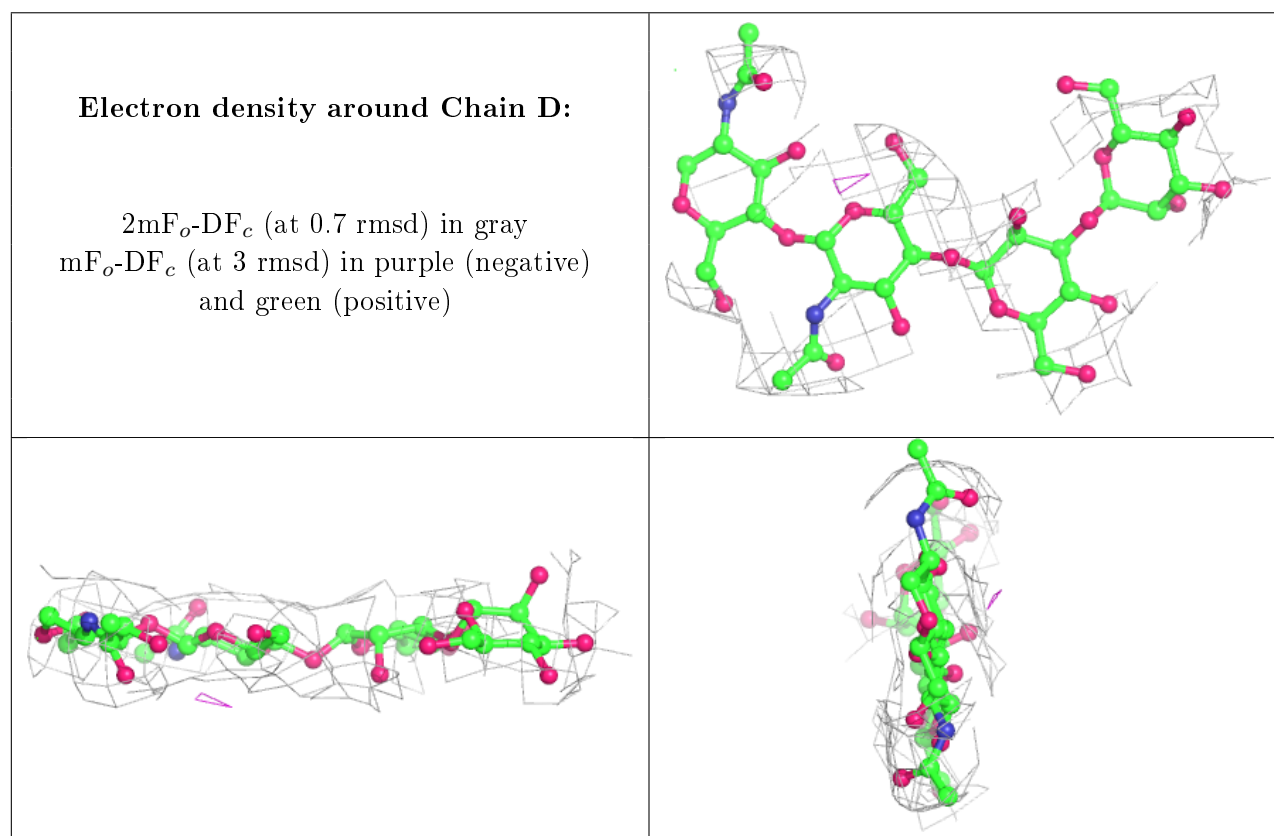 Electron density around Chain D:
2mFo-DFc (at 0.7 rmsd) in gray
mFo-DFc (at 3 rmsd) in purple (negative)
and green (positive)